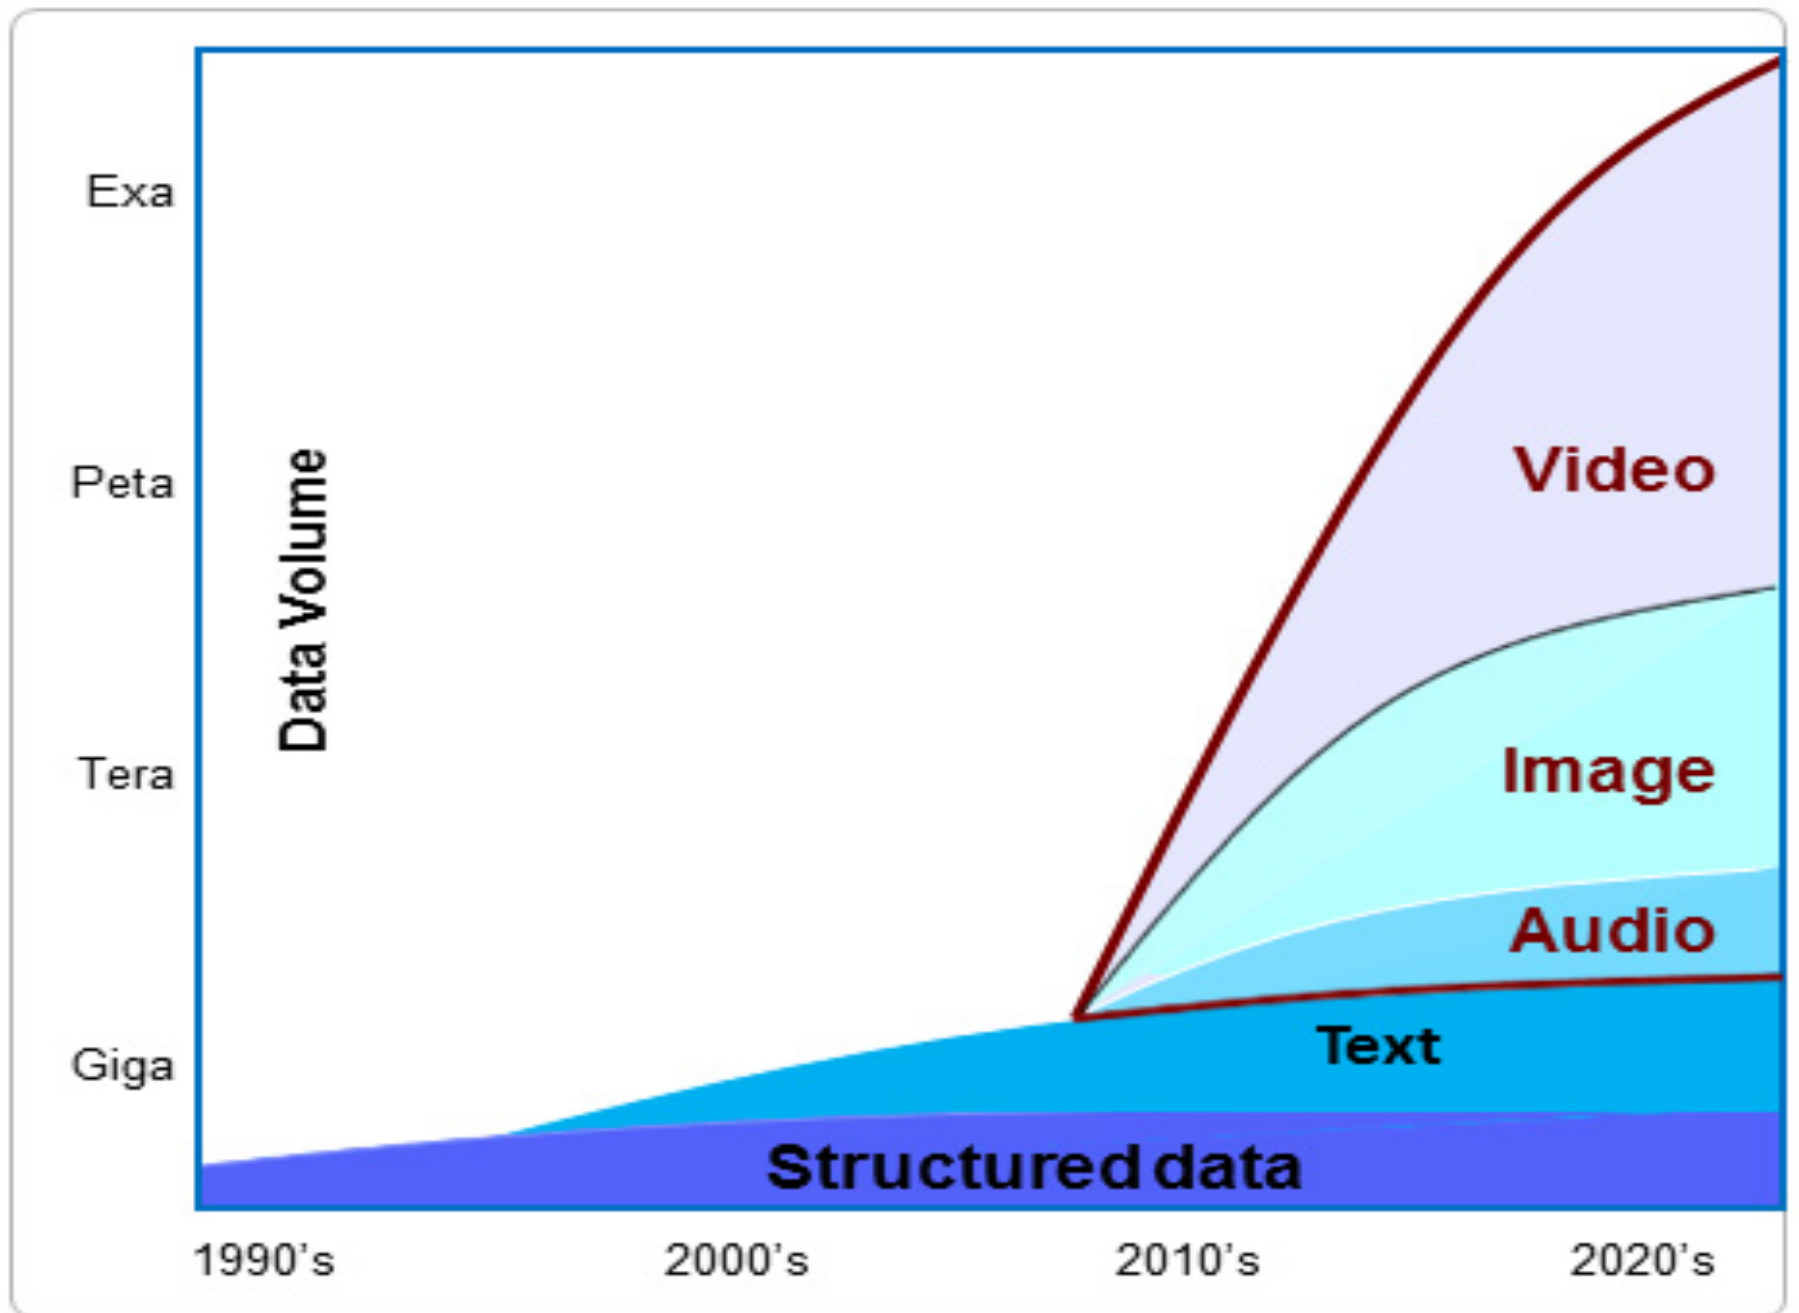 Exa
Peta
Tera
Giga
Data Volume
Video
Image
Audio
Text
Structured data
1990’s
2000’s
2010’s
2020’s